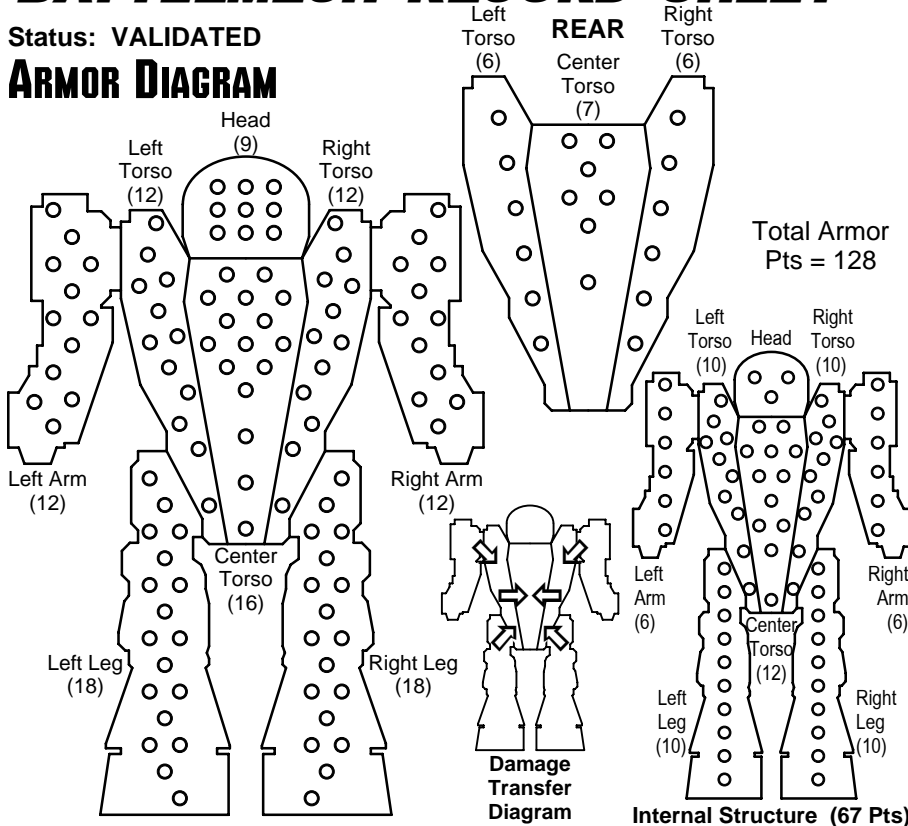 Status: VALIDATED
ARMOR DIAGRAM
Head
(9)
Left
Torso
(12)
Right
Torso
(12)
Left Arm
(12)
Right Arm
(12)
Center
Torso
(16)
Left Leg
(18)
Right Leg
(18)
REAR
Left
Torso
(6)
Center
Torso
(7)
Right
Torso
(6)
Total Armor
Pts = 128
Damage
Transfer
Diagram
Left
Torso
(10)
Head
Right
Torso
(10)
Left
Arm
(6)
Right
Arm
(6)
Center
Torso
(12)
Left
Leg
(10)
Right
Leg
(10)
Internal Structure (67 Pts)